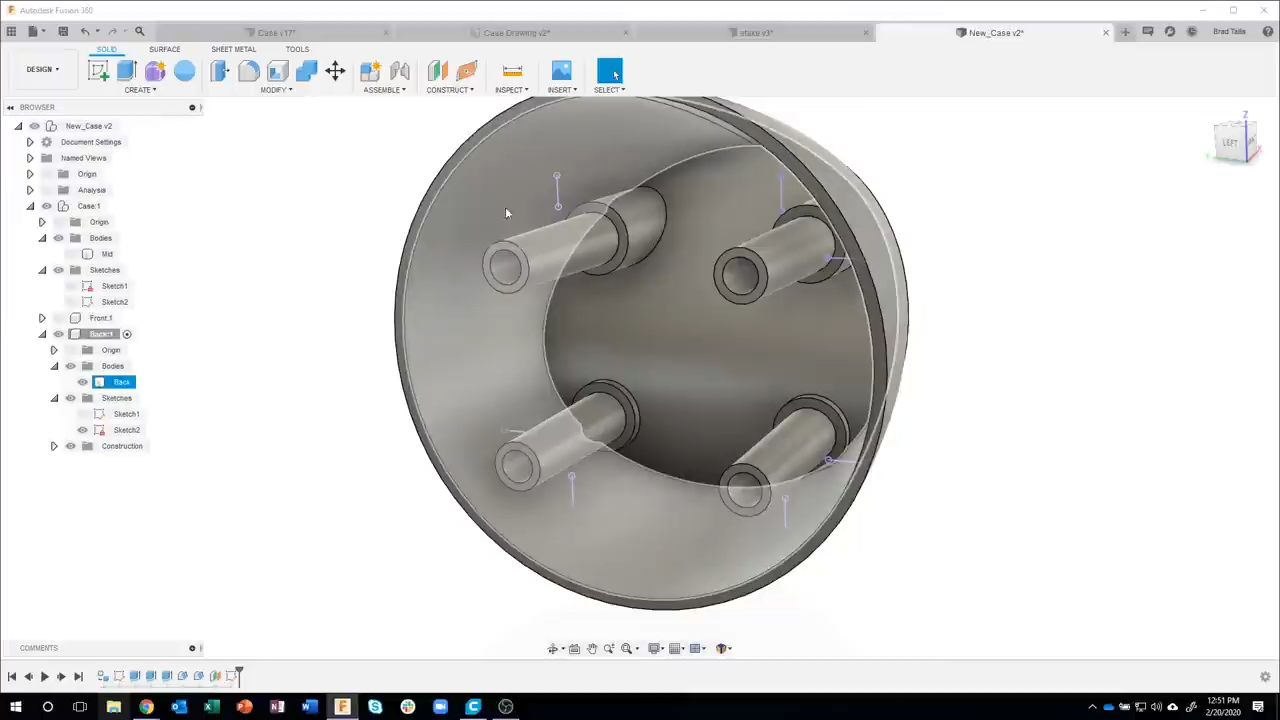 Autodesk Fusion 360
Case v17*
Case Drawing v2*
stake v3*
New_Case v2*
Brad Tallis
SOLID
SURFACE
SHEET METAL
TOOLS
DESIGN
CREATE
MODIFY
ASSEMBLE
CONSTRUCT
INSPECT
INSERT
SELECT
BROWSER
New_Case v2
Document Settings
Named Views
Origin
Analysis
Case:1
Origin
Bodies
Mid
Sketches
Sketch1
Sketch2
Front:1
Back:1
Origin
Bodies
Back
Sketches
Sketch1
Sketch2
Construction
Z
LEFT
COMMENTS
12:51 PM
2/20/2020